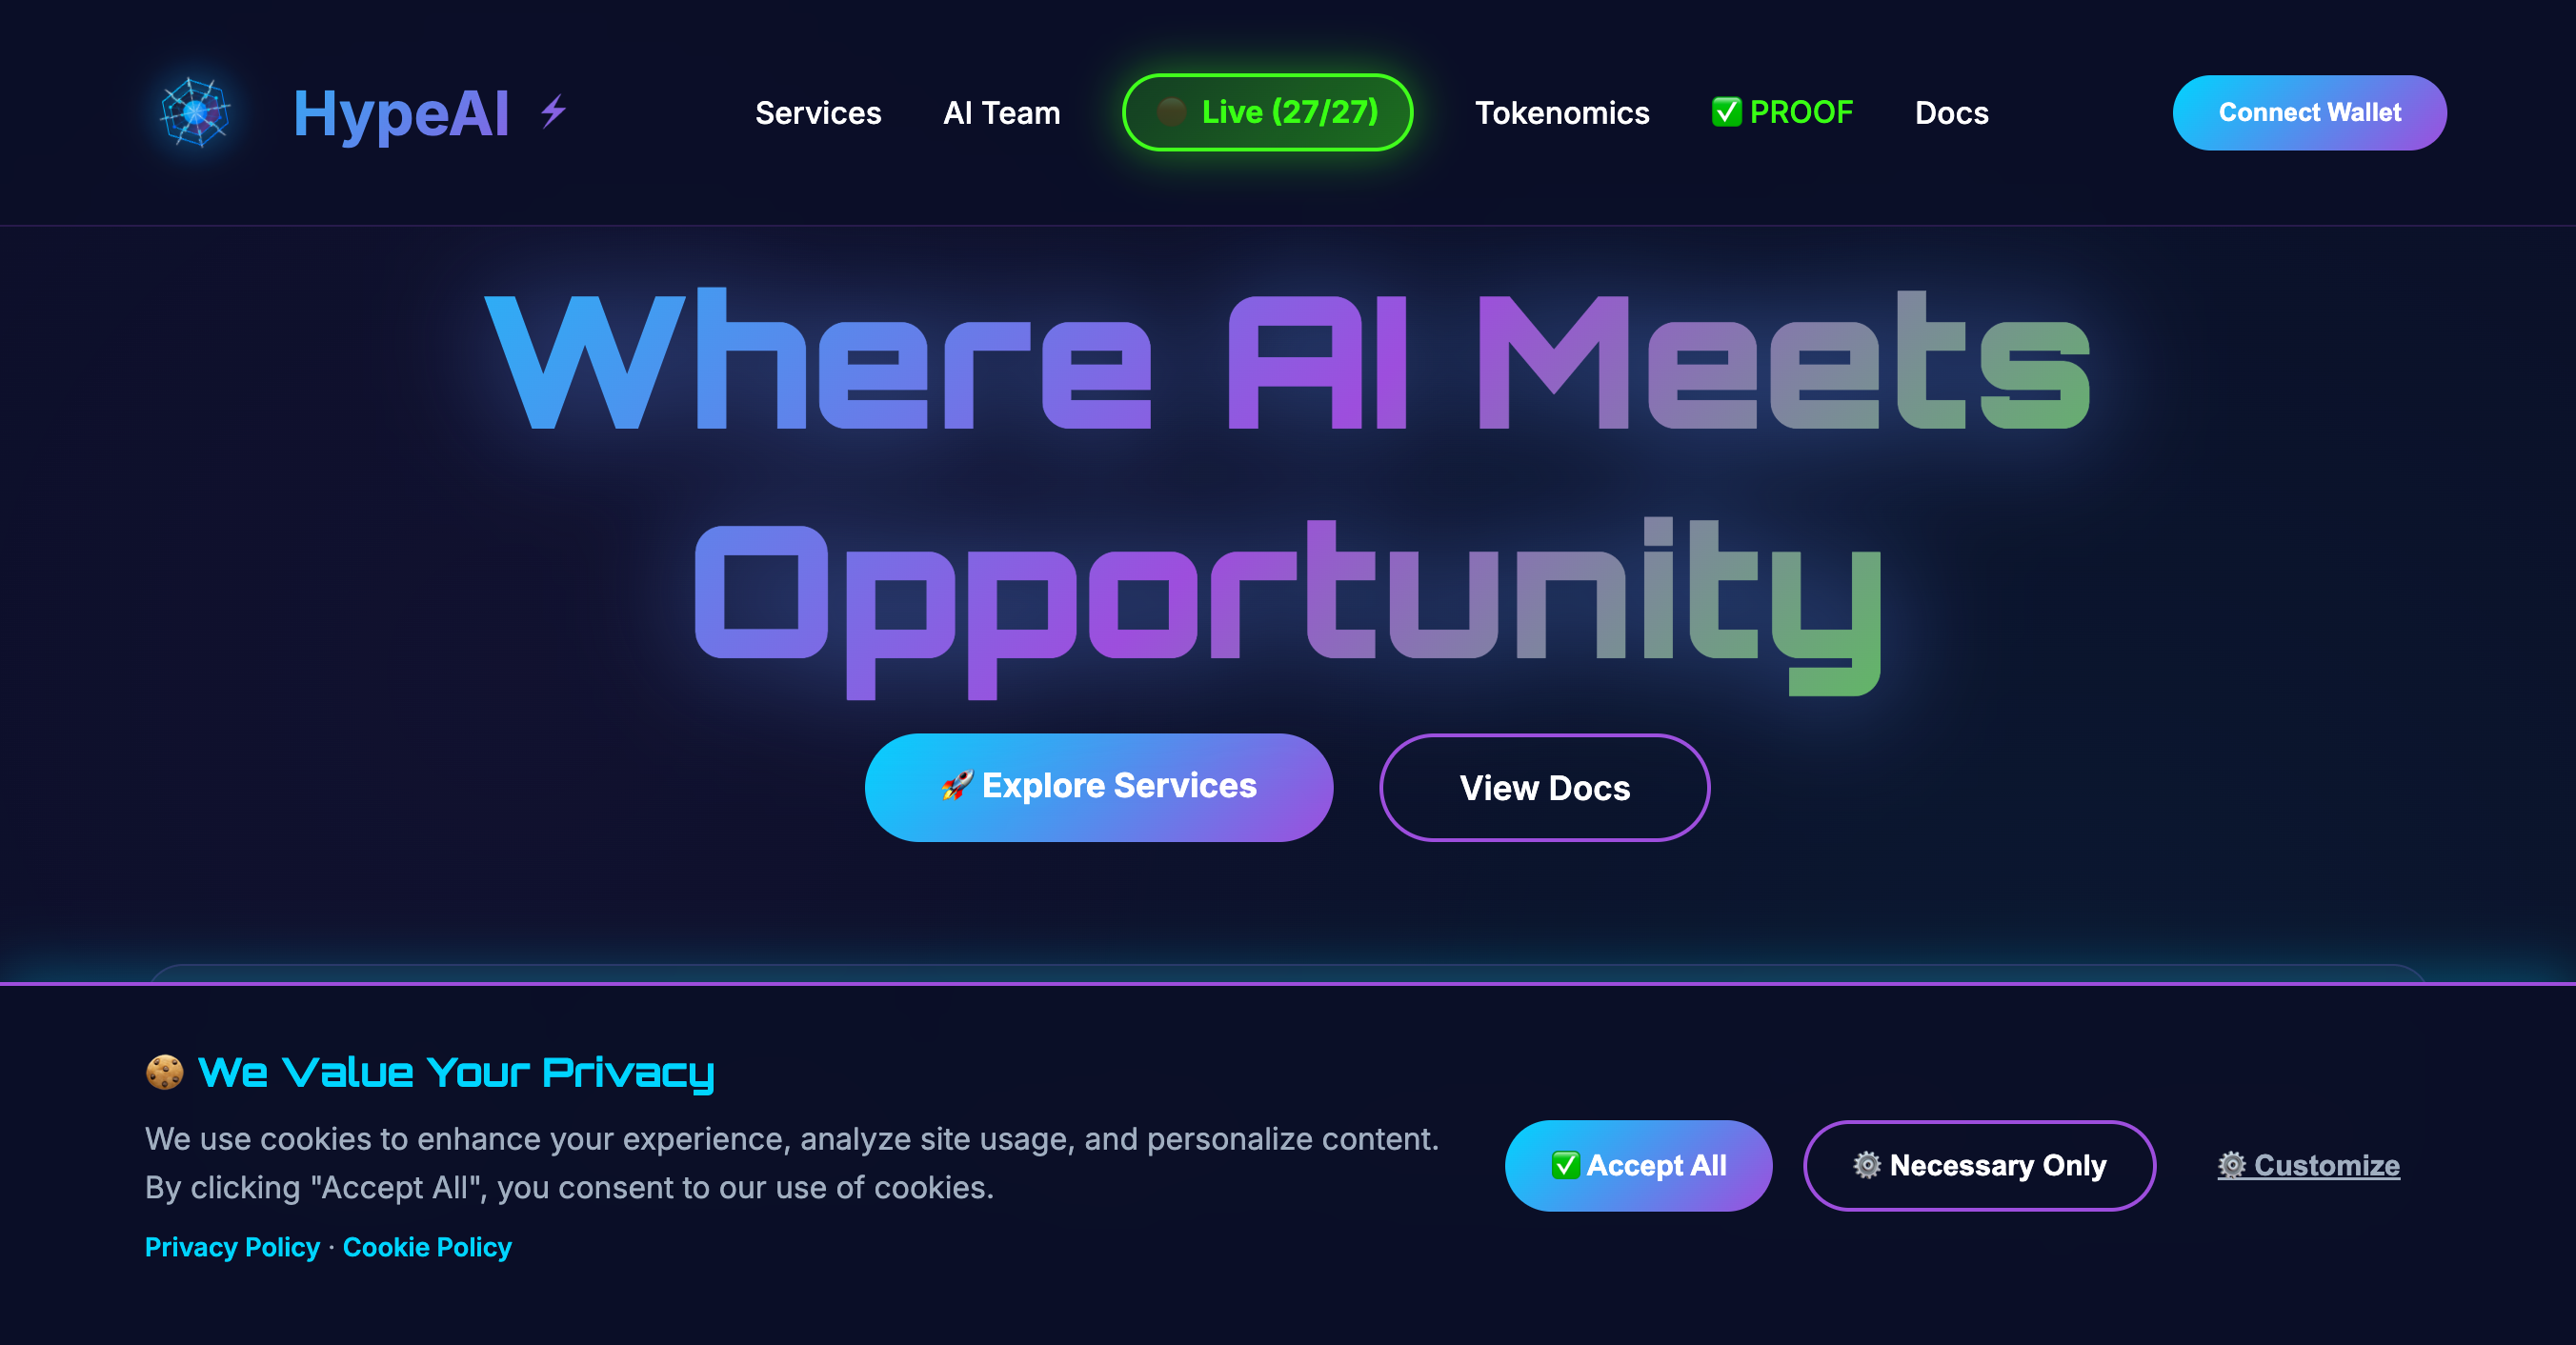 HypeAI ⚡
Services
AI Team
Live (27/27)
Tokenomics
✅ PROOF
Docs
Connect Wallet
Where AI Meets
Opportunity
🚀 Explore Services
View Docs
🍪 We Value Your Privacy
We use cookies to enhance your experience, analyze site usage, and personalize content.
By clicking "Accept All", you consent to our use of cookies.
Privacy Policy · Cookie Policy
✅ Accept All
⚙️ Necessary Only
⚙️ Customize